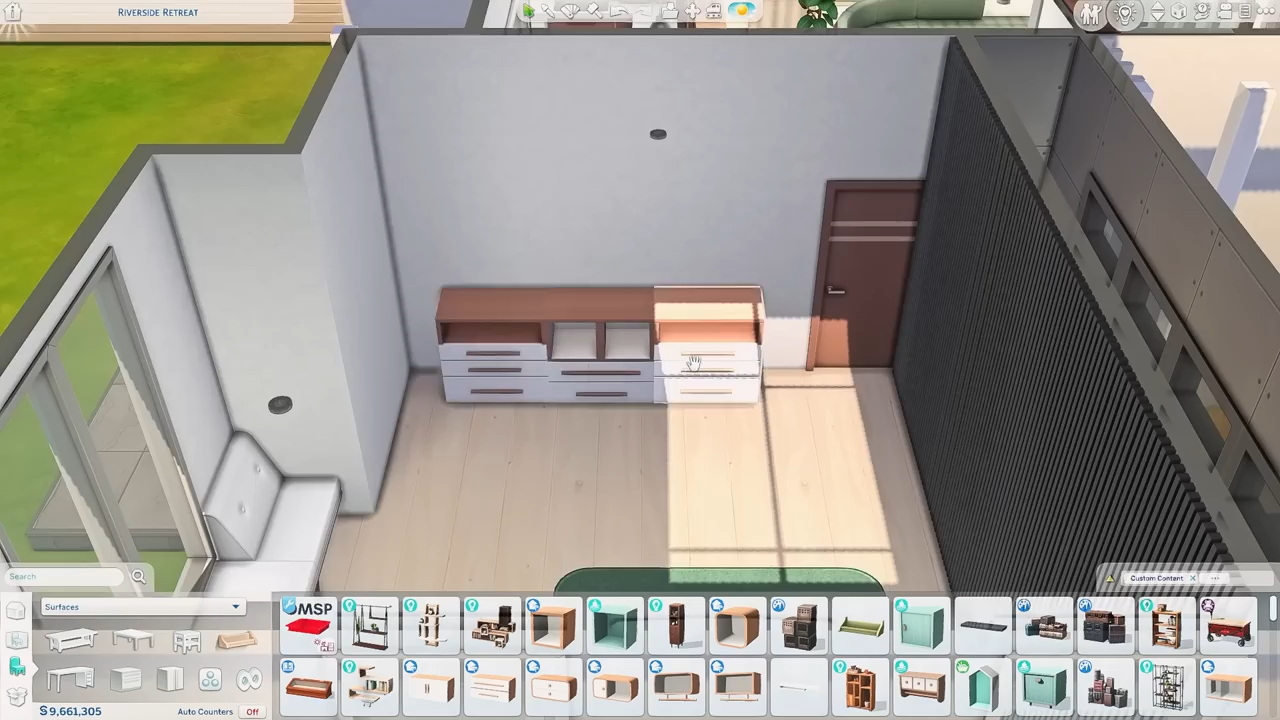 RIVERSIDE RETREAT
Search
Custom Content
Surfaces
MSP
§9,661,305
Auto Counters
Off